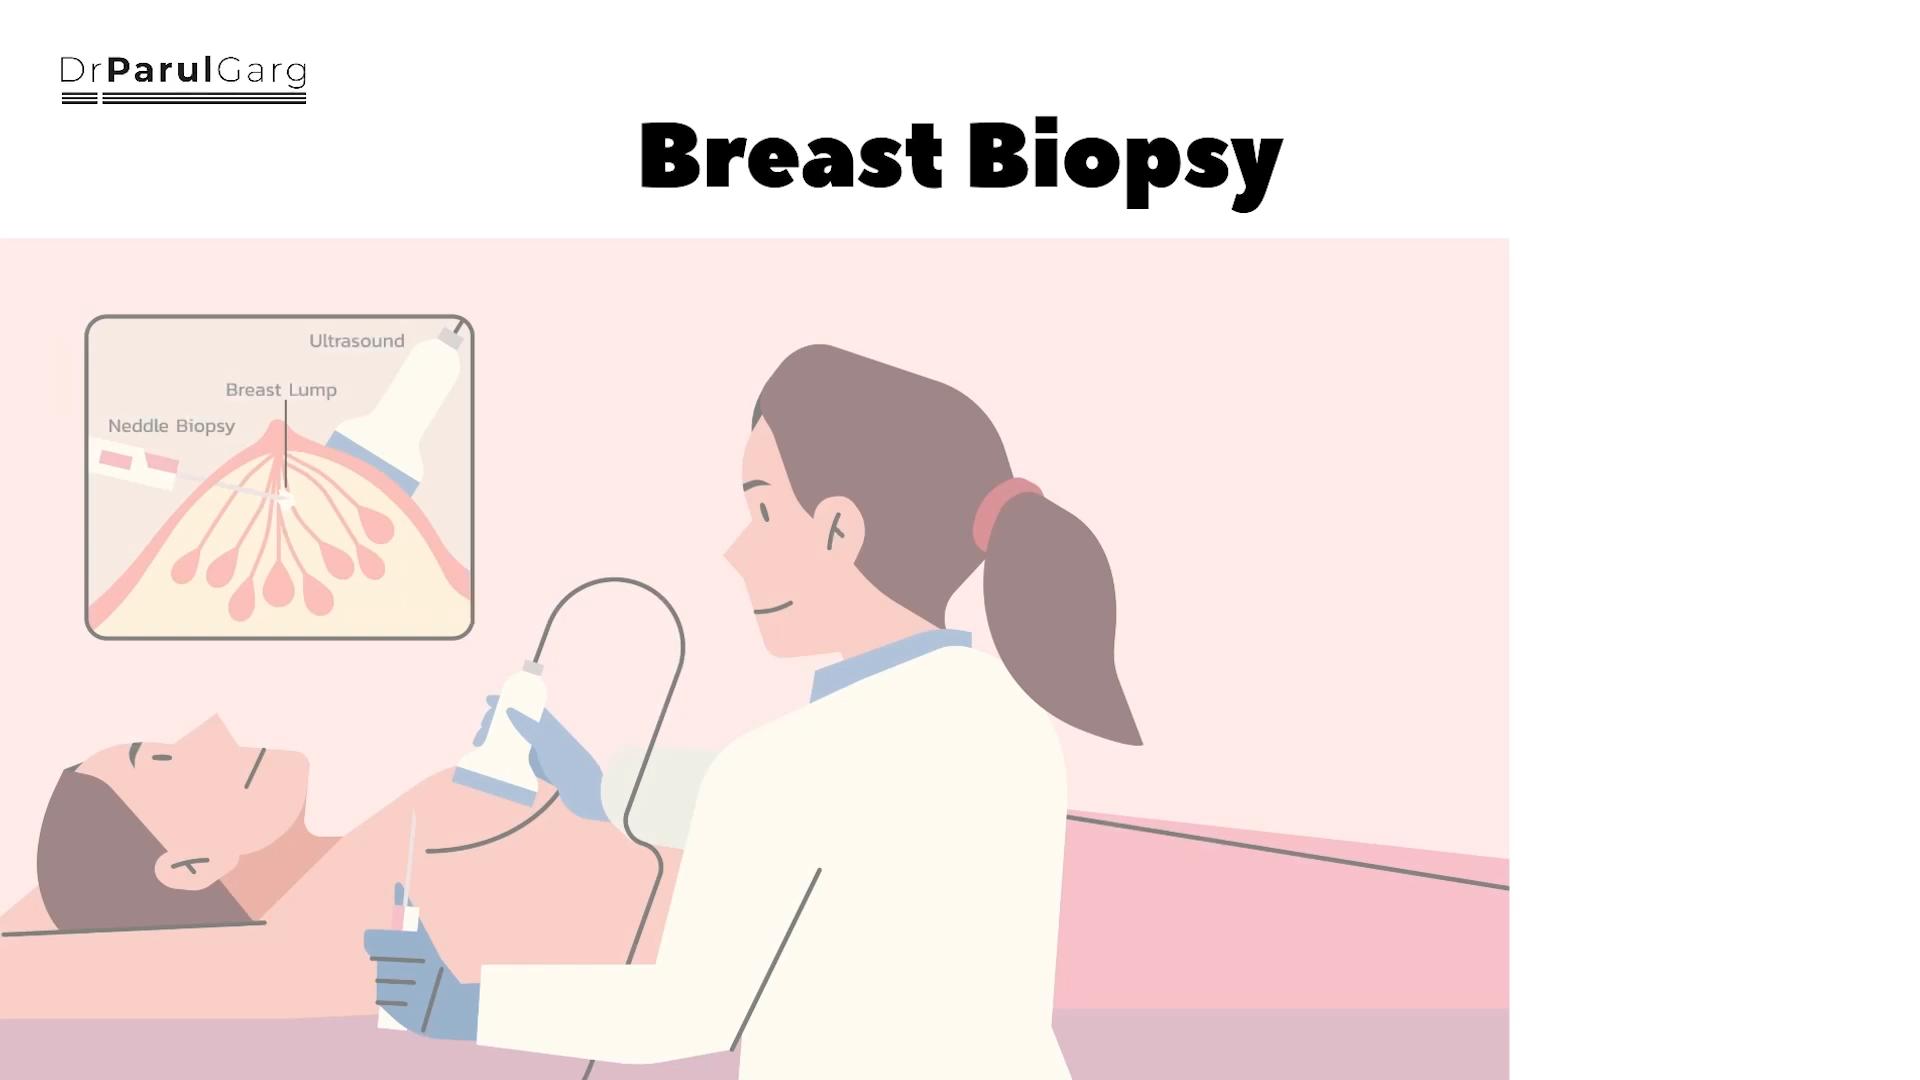 DrParulGarg
Breast Biopsy
Ultrasound
Breast Lump
Neddle Biopsy